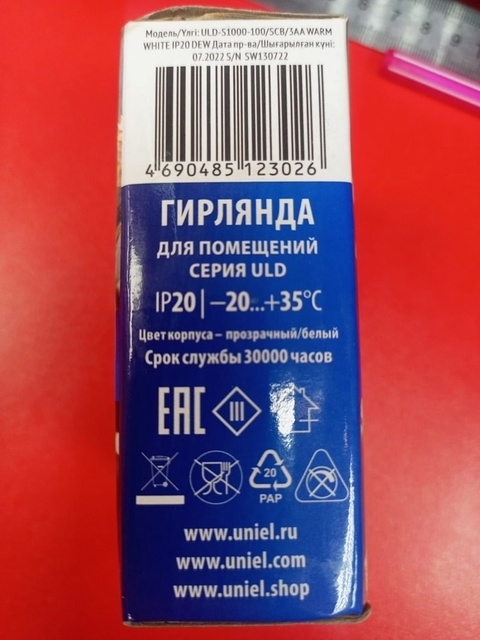 Модель/Үлгі: ULD-S1000-100/SCB/3AA WARM
WHITE IP20 DEW Дата пр-ва/Шығарылған күні:
07.2022 S/N SW130722
4 690485 123026
ГИРЛЯНДА
ДЛЯ ПОМЕЩЕНИЙ
СЕРИЯ ULD
IP20 | –20...+35°C
Цвет корпуса – прозрачный/белый
Срок службы 30000 часов
EAC III
20
PAP
www.uniel.ru
www.uniel.com
www.uniel.shop